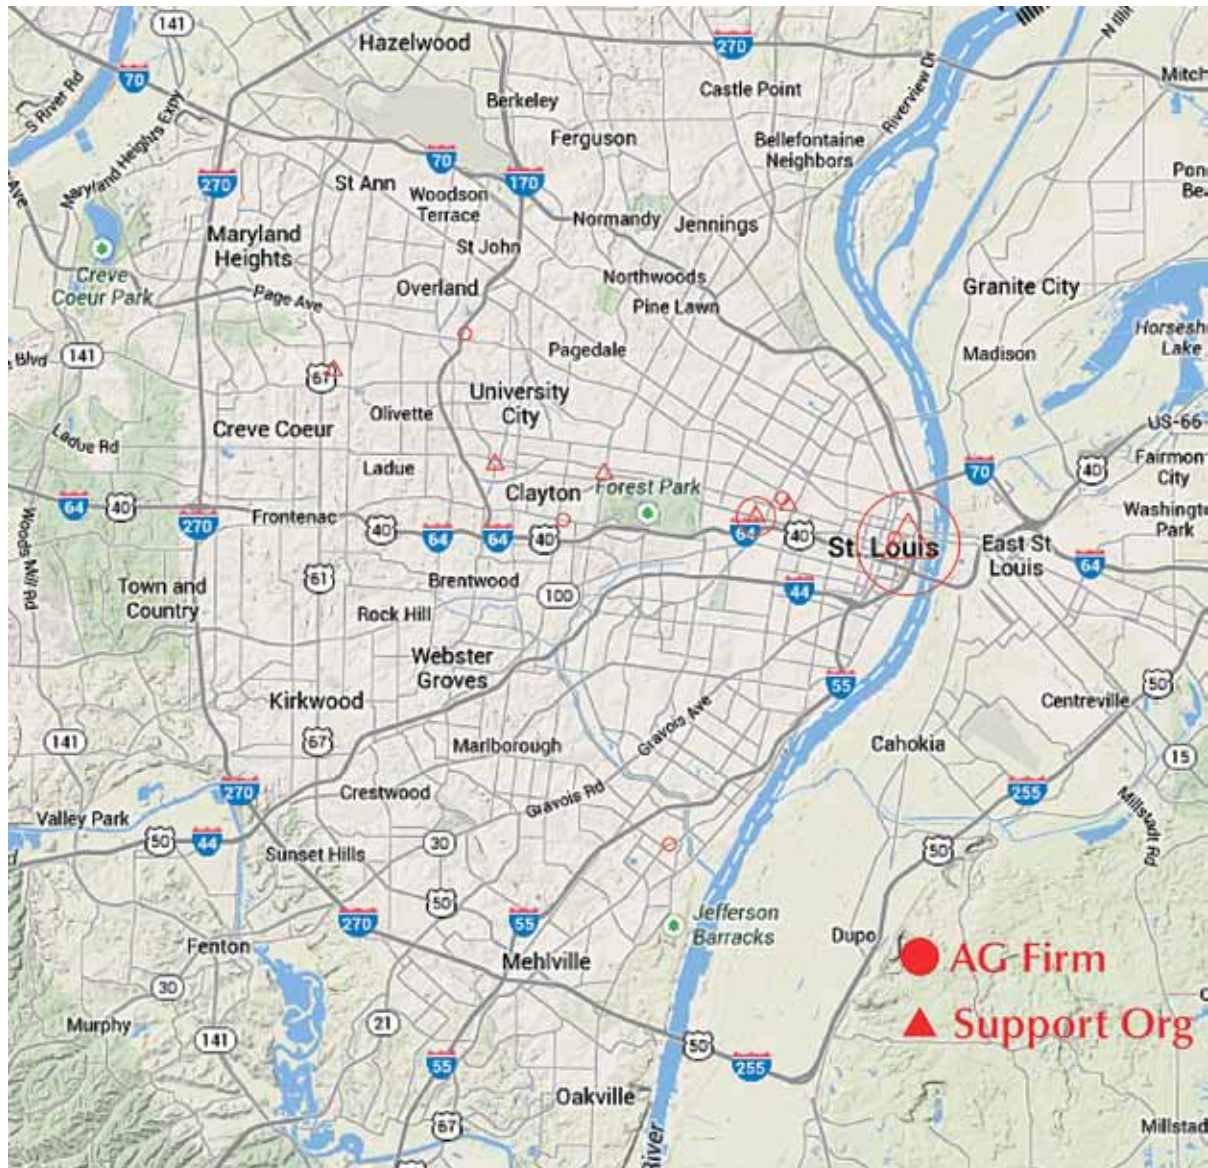 141
Hazelwood
270
N Illi
70
Castle Point
Mitch
S River Rd
Maryland Heights Expy
Berkeley
Riverview Dr
Ferguson
Bellefontaine
Neighbors
70
Ave
270
St Ann
170
Woodson
Terrace
Normandy
Jennings
Maryland
Heights
St John
Creve
Coeur Park
Page Ave
Overland
Northwoods
Granite City
Pine Lawn
Horsesh
Lake
Blvd
141
Pagedale
Madison
67
University
City
Olivette
Creve Coeur
US-66
Ladue Rd
Ladue
70
40
Fairmon
City
Clayton
Forest Park
64
40
270
Frontenac
40
64
64
40
64
40
St. Louis
East St
Louis
Washingto
Park
64
Woods Mill Rd
Town and
Country
61
Brentwood
100
44
Rock Hill
Webster
Groves
55
50
Kirkwood
Centreville
141
67
Marlborough
Gravois Ave
Cahokia
15
270
Crestwood
Gravois Rd
255
Valley Park
50
44
Sunset Hills
30
50
Millstadt Rd
50
270
55
Jefferson
Barracks
Fenton
Mehlville
Dupo
AG Firm
30
Murphy
141
21
50
Support Org
55
255
Oakville
67
River
Millstad